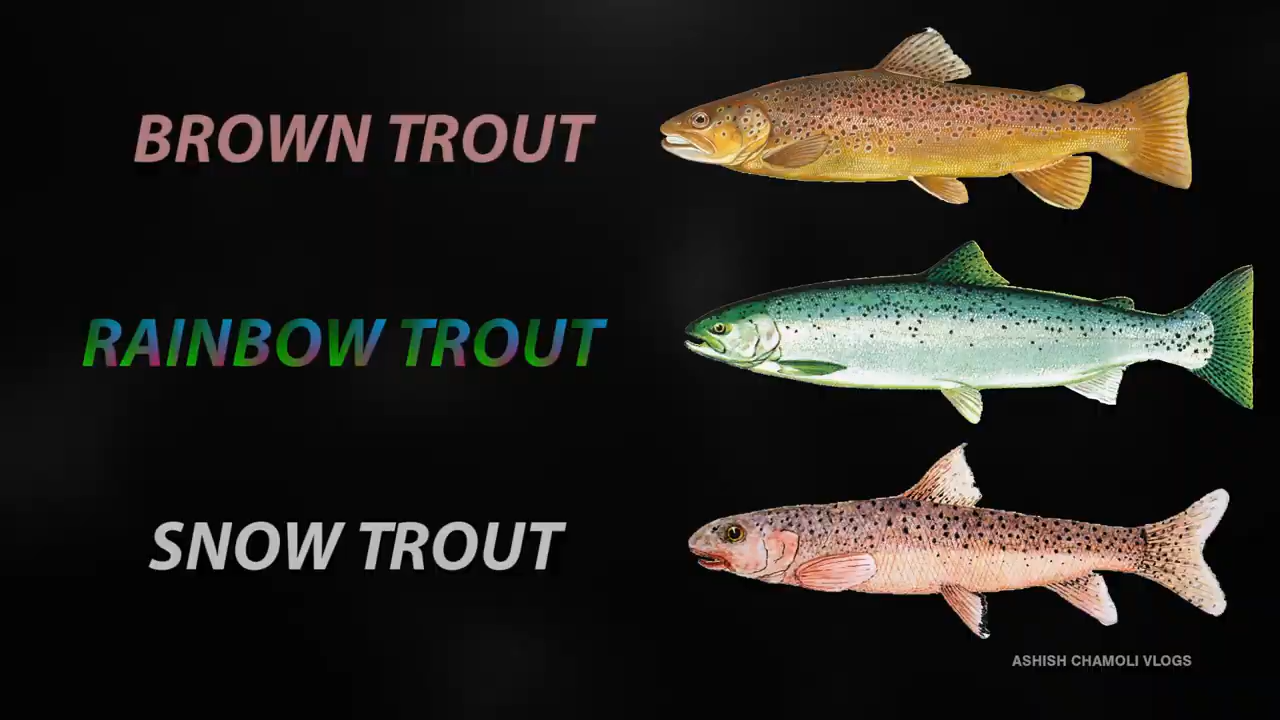 BROWN TROUT
RAINBOW TROUT
SNOW TROUT
ASHISH CHAMOLI VLOGS